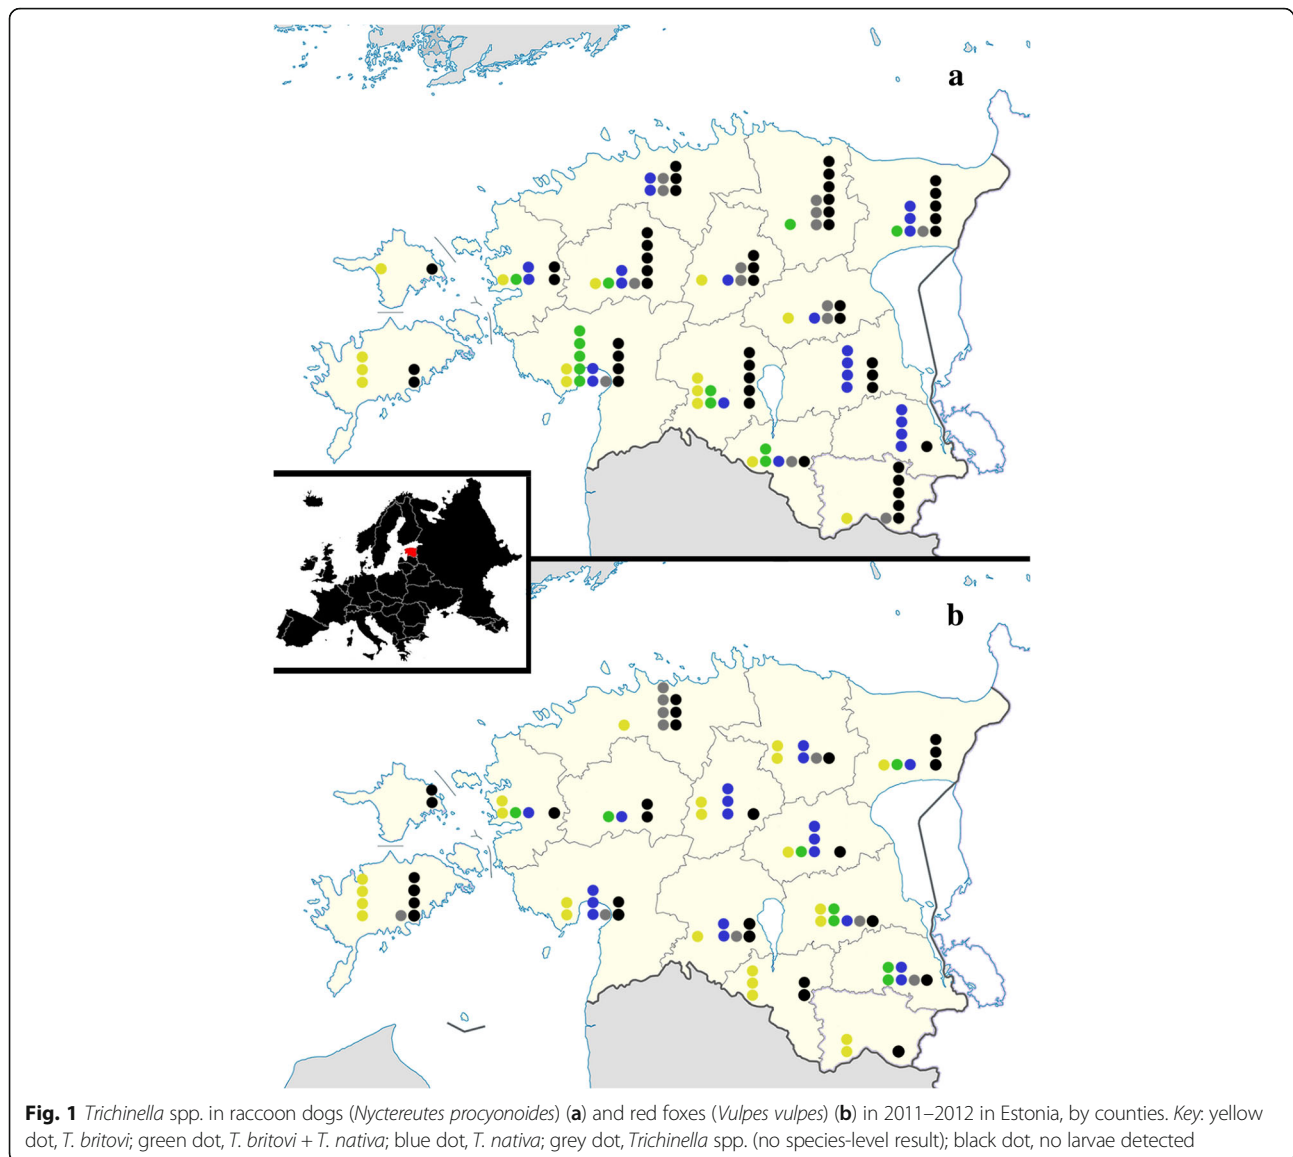 a
b
Fig. 1 Trichinella spp. in raccoon dogs (Nyctereutes procyonoides) (a) and red foxes (Vulpes vulpes) (b) in 2011–2012 in Estonia, by counties. Key: yellow
dot, T. britovi; green dot, T. britovi + T. nativa; blue dot, T. nativa; grey dot, Trichinella spp. (no species-level result); black dot, no larvae detected